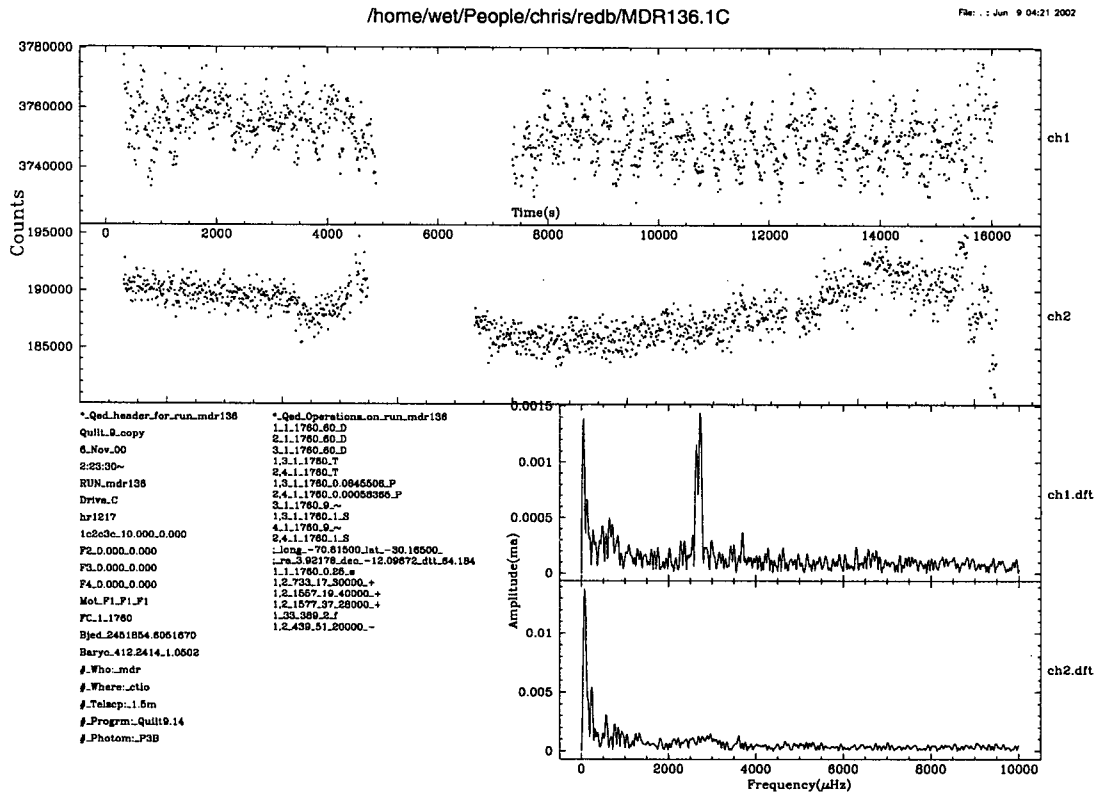 /home/wet/People/chris/redb/MDR136.1C
File: . : Jun 9 04:21 2002
3780000
3760000
3740000
ch1
Counts
Time(s)
0 2000 4000 6000 8000 10000 12000 14000 16000
195000
190000
185000
ch2
*_Qed_header_for_run_mdr136
Quilt_9_copy
6_Nov_00
2:23:30~
RUN_mdr136
Drive_C
hr1217
1c2c3c_10.000_0.000
F2_0.000_0.000
F3_0.000_0.000
F4_0.000_0.000
Mot_F1_F1_F1
FC_1_1760
Bjed_2451854.6051670
Baryc_412.2414_1.0502
#_Who:_mdr
#_Where:_ctio
#_Telscp:_1.5m
#_Progrm:_Quilt9.14
#_Photom:_P3B
*_Qed_Operations_on_run_mdr136
1_1_1760_60_D
2_1_1760_60_D
3_1_1760_60_D
1,3_1_1760_T
2,4_1_1760_T
1,3_1_1760_0.0845506_P
2,4_1_1760_0.00058365_P
3_1_1760_9_~
1,3_1_1760_1_S
4_1_1760_9_~
2,4_1_1760_1_S
:_long_-70.81500_lat_-30.16500_
:_ra_3.92178_dec_-12.09672_dtt_64.184
1_1_1760_0.25_s
1,2_733_17_30000_+
1,2_1557_19_40000_+
1,2_1577_37_28000_+
1_33_389_2_f
1,2_439_51_20000_-
0.0015
0.001
0.0005
0
ch1.dft
Amplitude(ma)
0.01
0.005
0
ch2.dft
0 2000 4000 6000 8000 10000
Frequency(μHz)